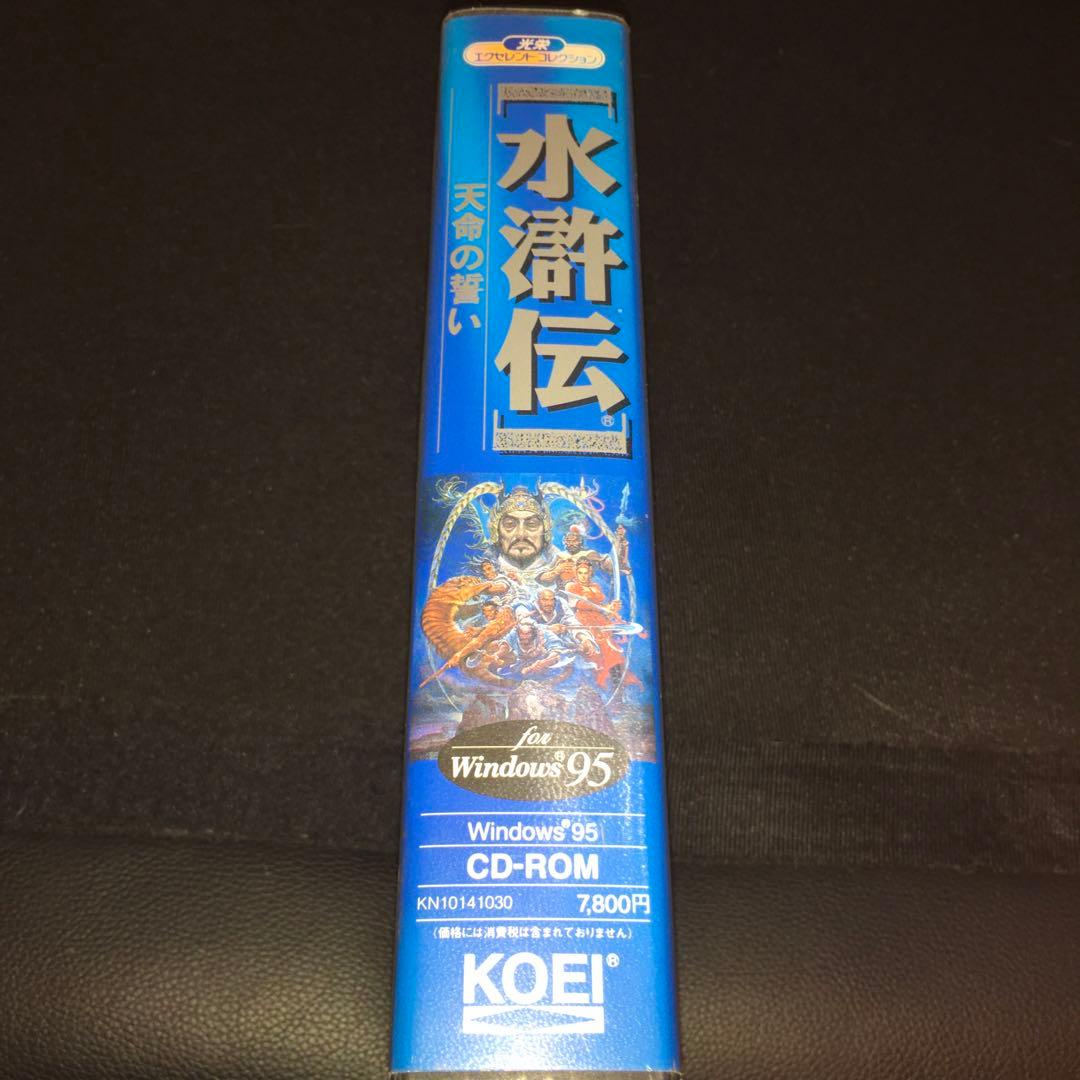 光栄
エクセレントコレクション
水滸伝®
天命の誓い
for
Windows®95
Windows®95
CD-ROM
KN10141030 7,800円
(価格には消費税は含まれておりません)
KOEI®